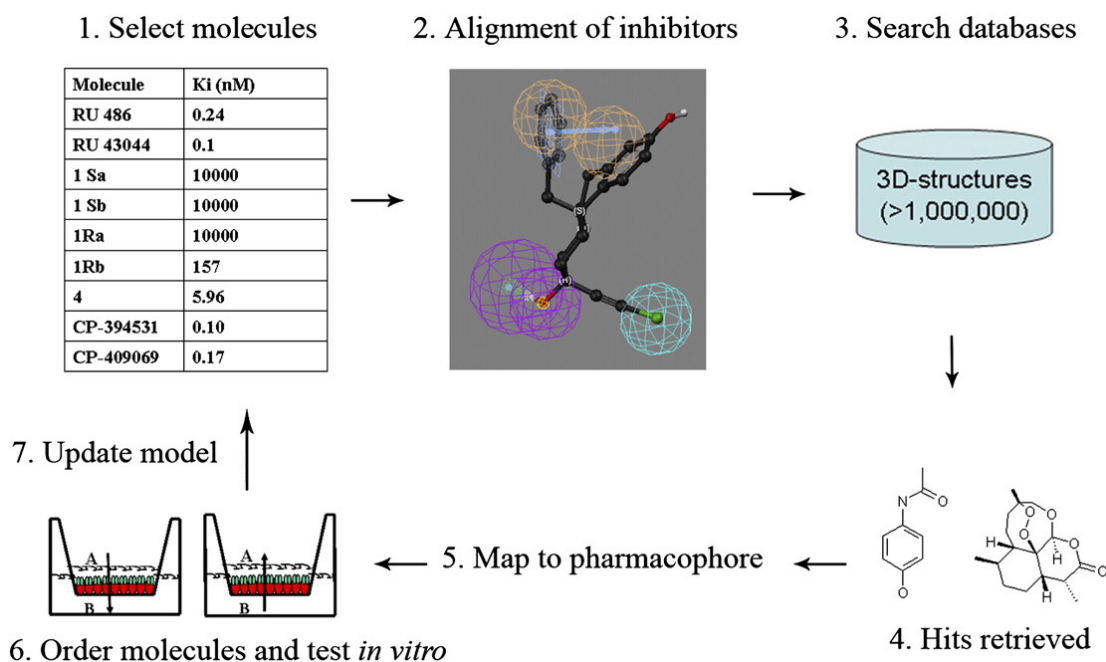 1. Select molecules
2. Alignment of inhibitors
3. Search databases
Molecule Ki (nM)
RU 486 0.24
RU 43044 0.1
1 Sa 10000
1 Sb 10000
1Ra 10000
1Rb 157
4 5.96
CP-394531 0.10
CP-409069 0.17
(S)
3D-structures
(>1,000,000)
7. Update model
A
B
A
B
5. Map to pharmacophore
N
O
O
O
O
O
O
O
H
H
H
4. Hits retrieved
6. Order molecules and test in vitro